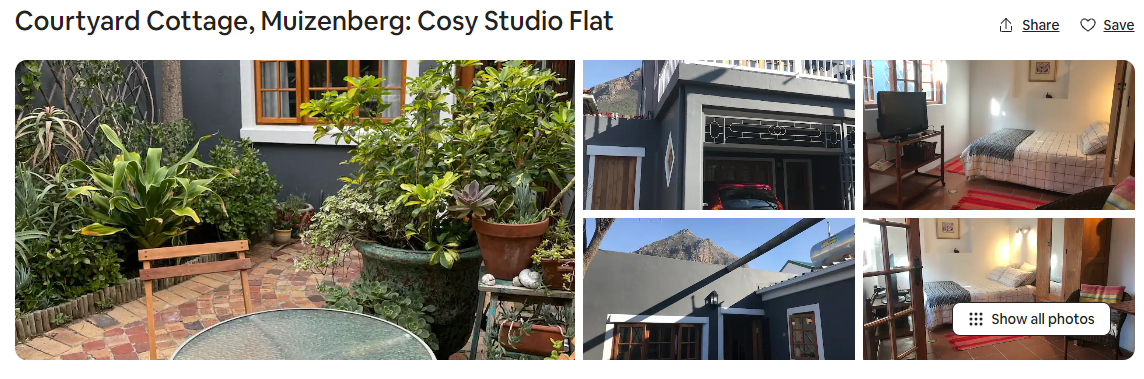 Courtyard Cottage, Muizenberg: Cosy Studio Flat
Share
Save
Show all photos